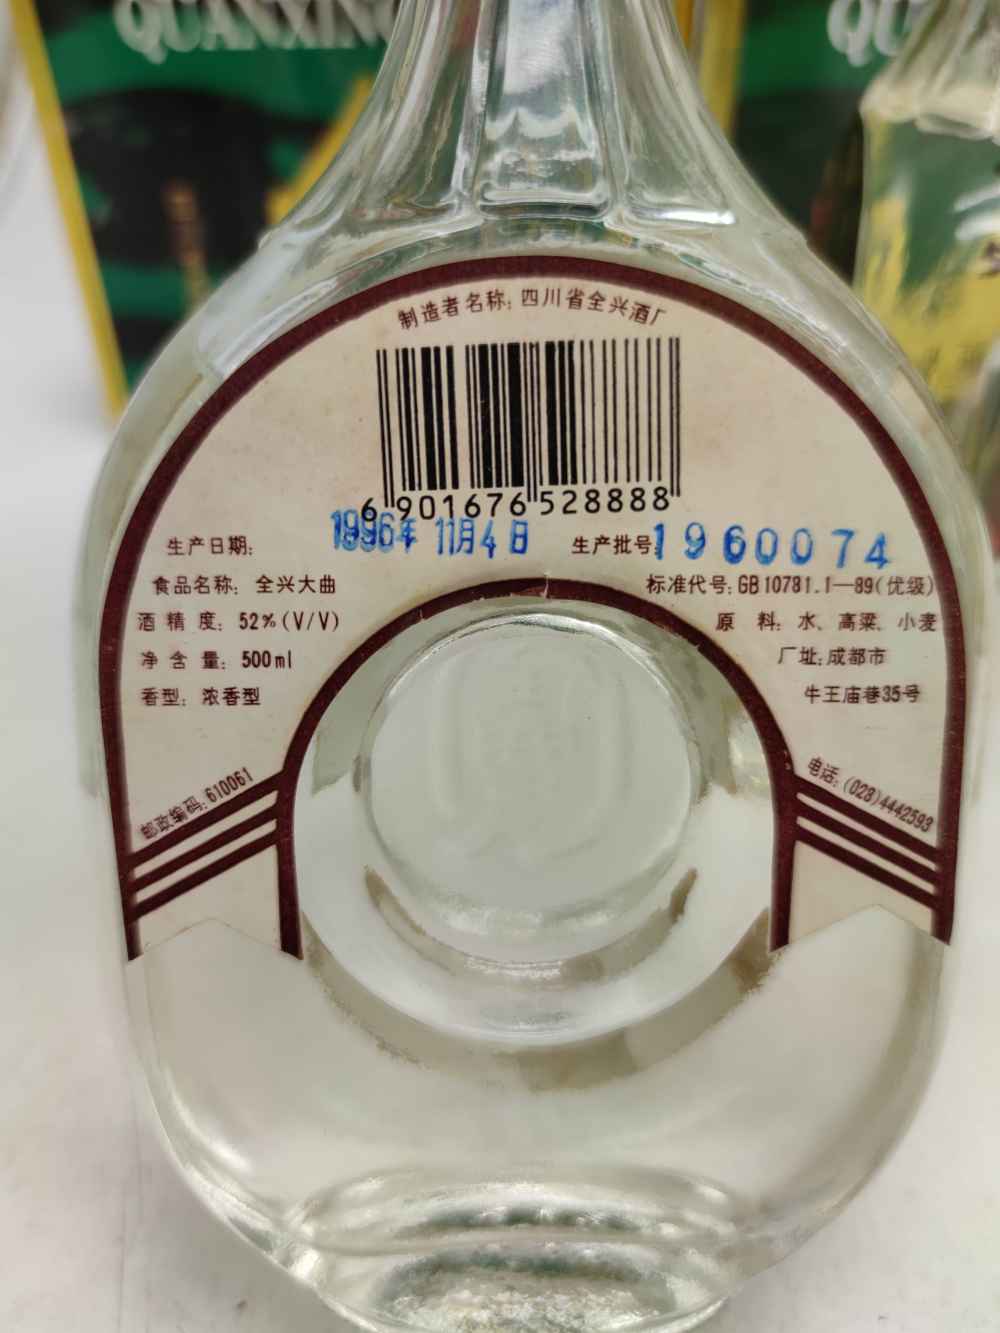 QUANXING
QU
制造者名称：四川省全兴酒厂
6 901676 528888
生产日期： 1996年 11月4日 生产批号：1960074
食品名称：全兴大曲 标准代号：GB10781.1—89(优级)
酒精度：52%(V/V) 原料：水、高粱、小麦
净含量：500ml 厂址：成都市
香型：浓香型 牛王庙巷35号
邮政编码：610061 电话：(028)4442593